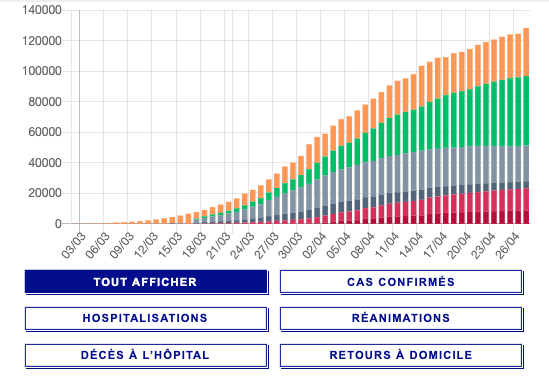 140000
120000
100000
80000
60000
40000
20000
0
03/03 06/03 09/03 12/03 15/03 18/03 21/03 24/03 27/03 30/03 02/04 05/04 08/04 11/04 14/04 17/04 20/04 23/04 26/04
TOUT AFFICHER CAS CONFIRMÉS
HOSPITALISATIONS RÉANIMATIONS
DÉCÈS À L'HÔPITAL RETOURS À DOMICILE